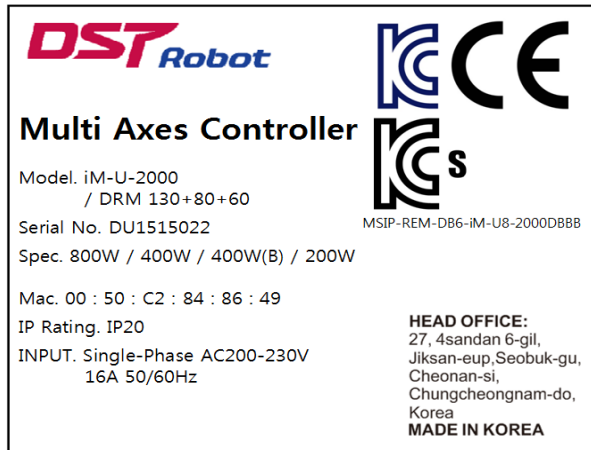 DST Robot
KC CE
Multi Axes Controller
KC s
MSIP-REM-DB6-iM-U8-2000DBBB
Model. iM-U-2000
/ DRM 130+80+60
Serial No. DU1515022
Spec. 800W / 400W / 400W(B) / 200W
Mac. 00 : 50 : C2 : 84 : 86 : 49
IP Rating. IP20
INPUT. Single-Phase AC200-230V
16A 50/60Hz
HEAD OFFICE:
27, 4sandan 6-gil,
Jiksan-eup,Seobuk-gu,
Cheonan-si,
Chungcheongnam-do,
Korea
MADE IN KOREA